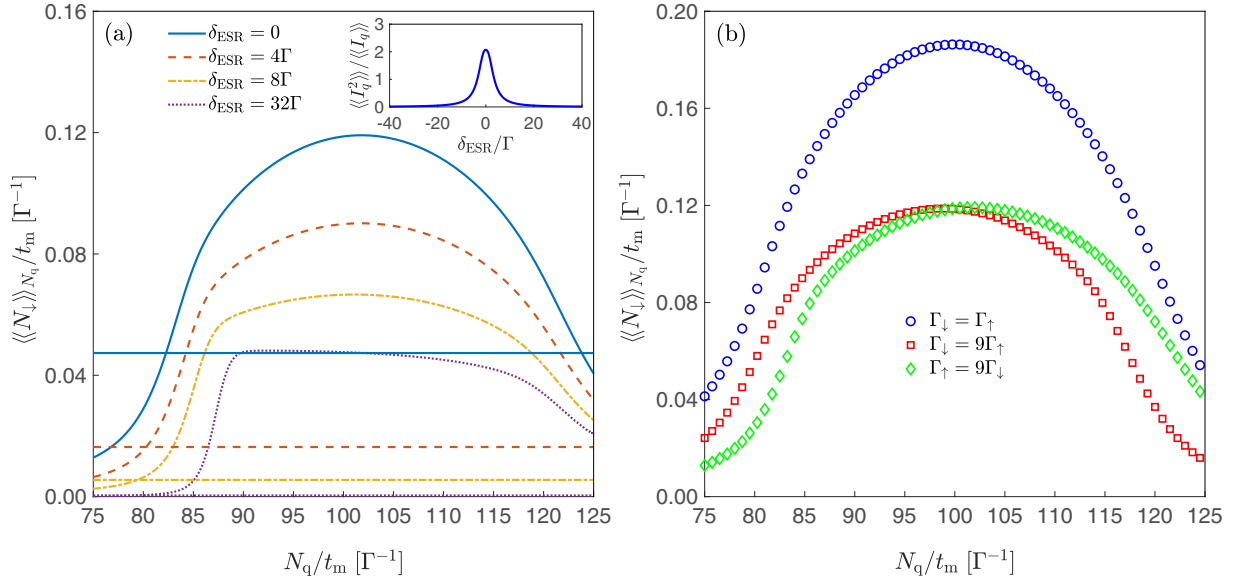 (a)
δ_ESR = 0
δ_ESR = 4Γ
δ_ESR = 8Γ
δ_ESR = 32Γ
⟪I_q^2⟫/⟪I_q⟫
3
2
1
0
-40 -20 0 20 40
δ_ESR/Γ
⟪N_↓⟫_{N_q}/t_m [Γ^{-1}]
0.16
0.12
0.08
0.04
0.00
75 80 85 90 95 100 105 110 115 120 125
N_q/t_m [Γ^{-1}]
(b)
Γ_↓ = Γ_↑
Γ_↓ = 9Γ_↑
Γ_↑ = 9Γ_↓
⟪N_↓⟫_{N_q}/t_m [Γ^{-1}]
0.20
0.16
0.12
0.08
0.04
0.00
75 80 85 90 95 100 105 110 115 120 125
N_q/t_m [Γ^{-1}]